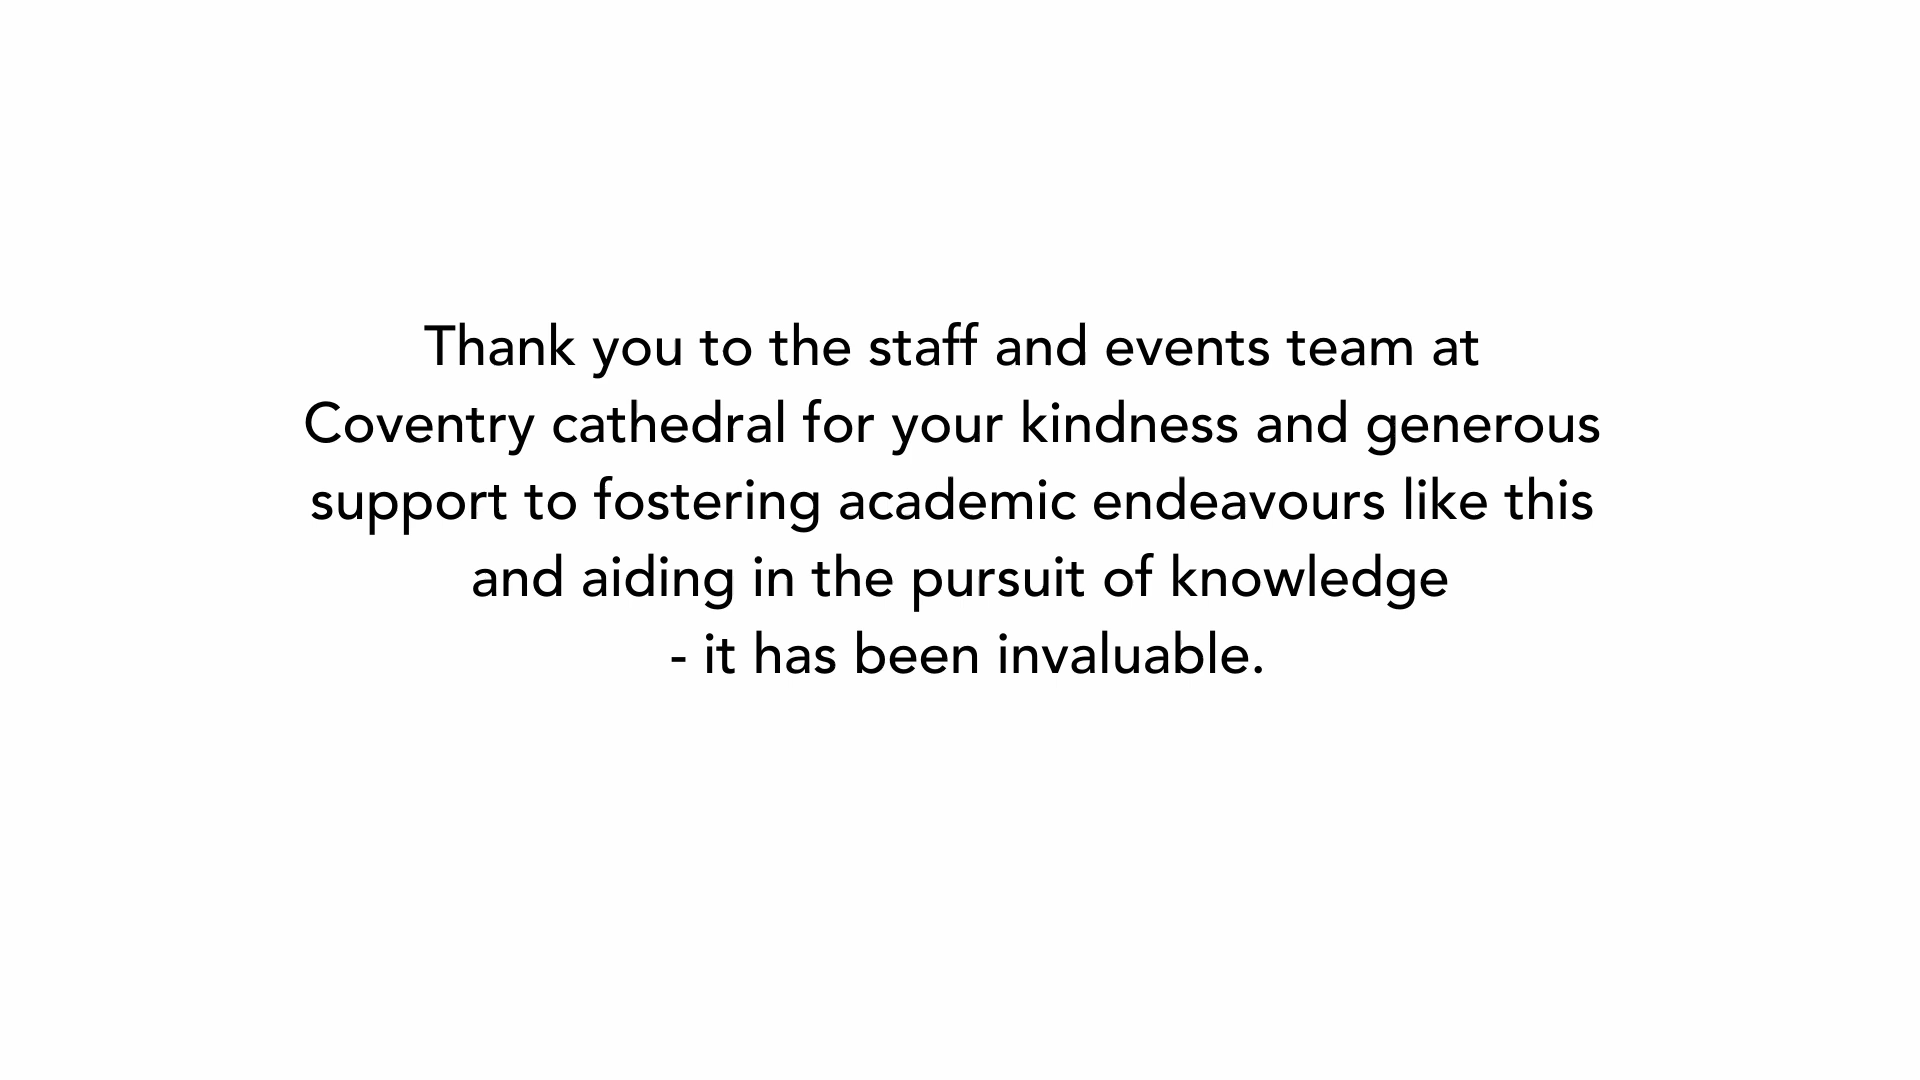 Thank you to the staff and events team at
Coventry cathedral for your kindness and generous
support to fostering academic endeavours like this
and aiding in the pursuit of knowledge
- it has been invaluable.